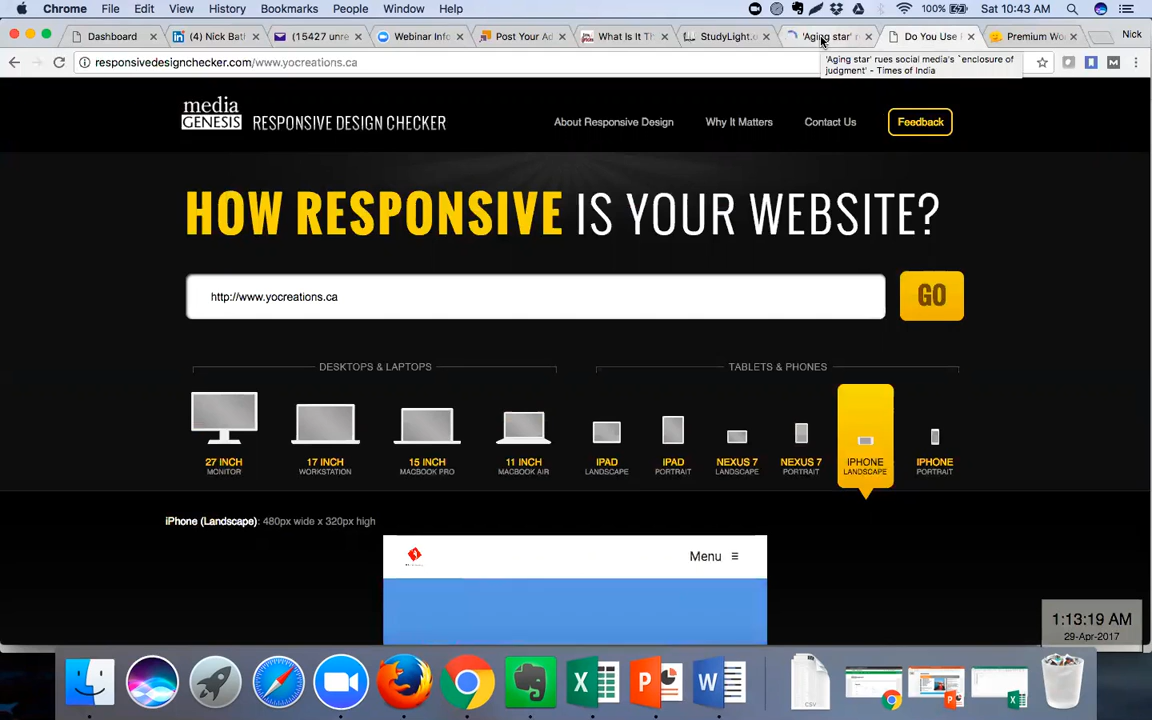 Chrome File Edit View History Bookmarks People Window Help 100% Sat 10:43 AM
Dashboard × (4) Nick Bat × (15427 unre × Webinar Info × Post Your Ad × What Is It Th × StudyLight.o × 'Aging star' r × Do You Use × Premium Wo × Nick
responsivedesignchecker.com/www.yocreations.ca
'Aging star' rues social media's `enclosure of
judgment' - Times of India
media
GENESIS RESPONSIVE DESIGN CHECKER
About Responsive Design Why It Matters Contact Us Feedback
HOW RESPONSIVE IS YOUR WEBSITE?
http://www.yocreations.ca GO
DESKTOPS & LAPTOPS TABLETS & PHONES
27 INCH 17 INCH 15 INCH 11 INCH IPAD IPAD NEXUS 7 NEXUS 7 IPHONE IPHONE
MONITOR WORKSTATION MACBOOK PRO MACBOOK AIR LANDSCAPE PORTRAIT LANDSCAPE PORTRAIT LANDSCAPE PORTRAIT
iPhone (Landscape): 480px wide x 320px high
Menu ≡
1:13:19 AM
29-Apr-2017
X P W CSV